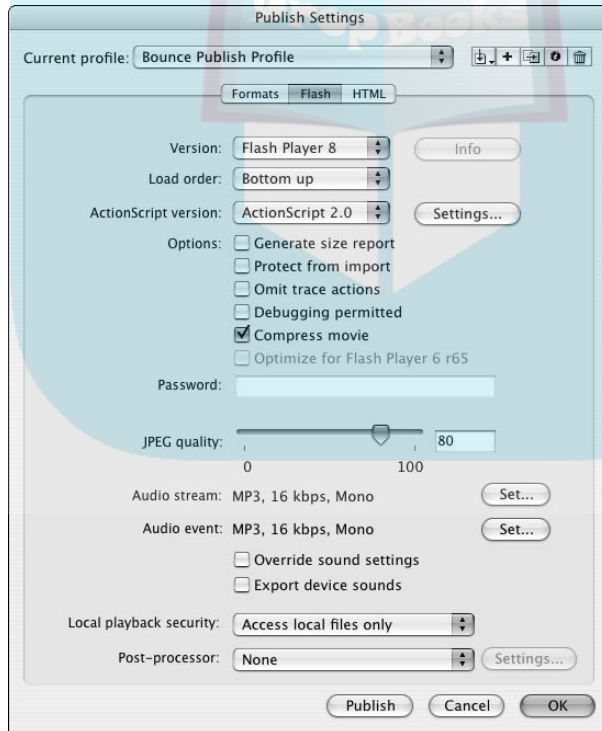 Publish Settings
Current profile: Bounce Publish Profile
Formats Flash HTML
Version: Flash Player 8 Info
Load order: Bottom up
ActionScript version: ActionScript 2.0 Settings...
Options: Generate size report
Protect from import
Omit trace actions
Debugging permitted
Compress movie
Optimize for Flash Player 6 r65
Password:
JPEG quality: 80
0 100
Audio stream: MP3, 16 kbps, Mono Set...
Audio event: MP3, 16 kbps, Mono Set...
Override sound settings
Export device sounds
Local playback security: Access local files only
Post-processor: None Settings...
Publish Cancel OK